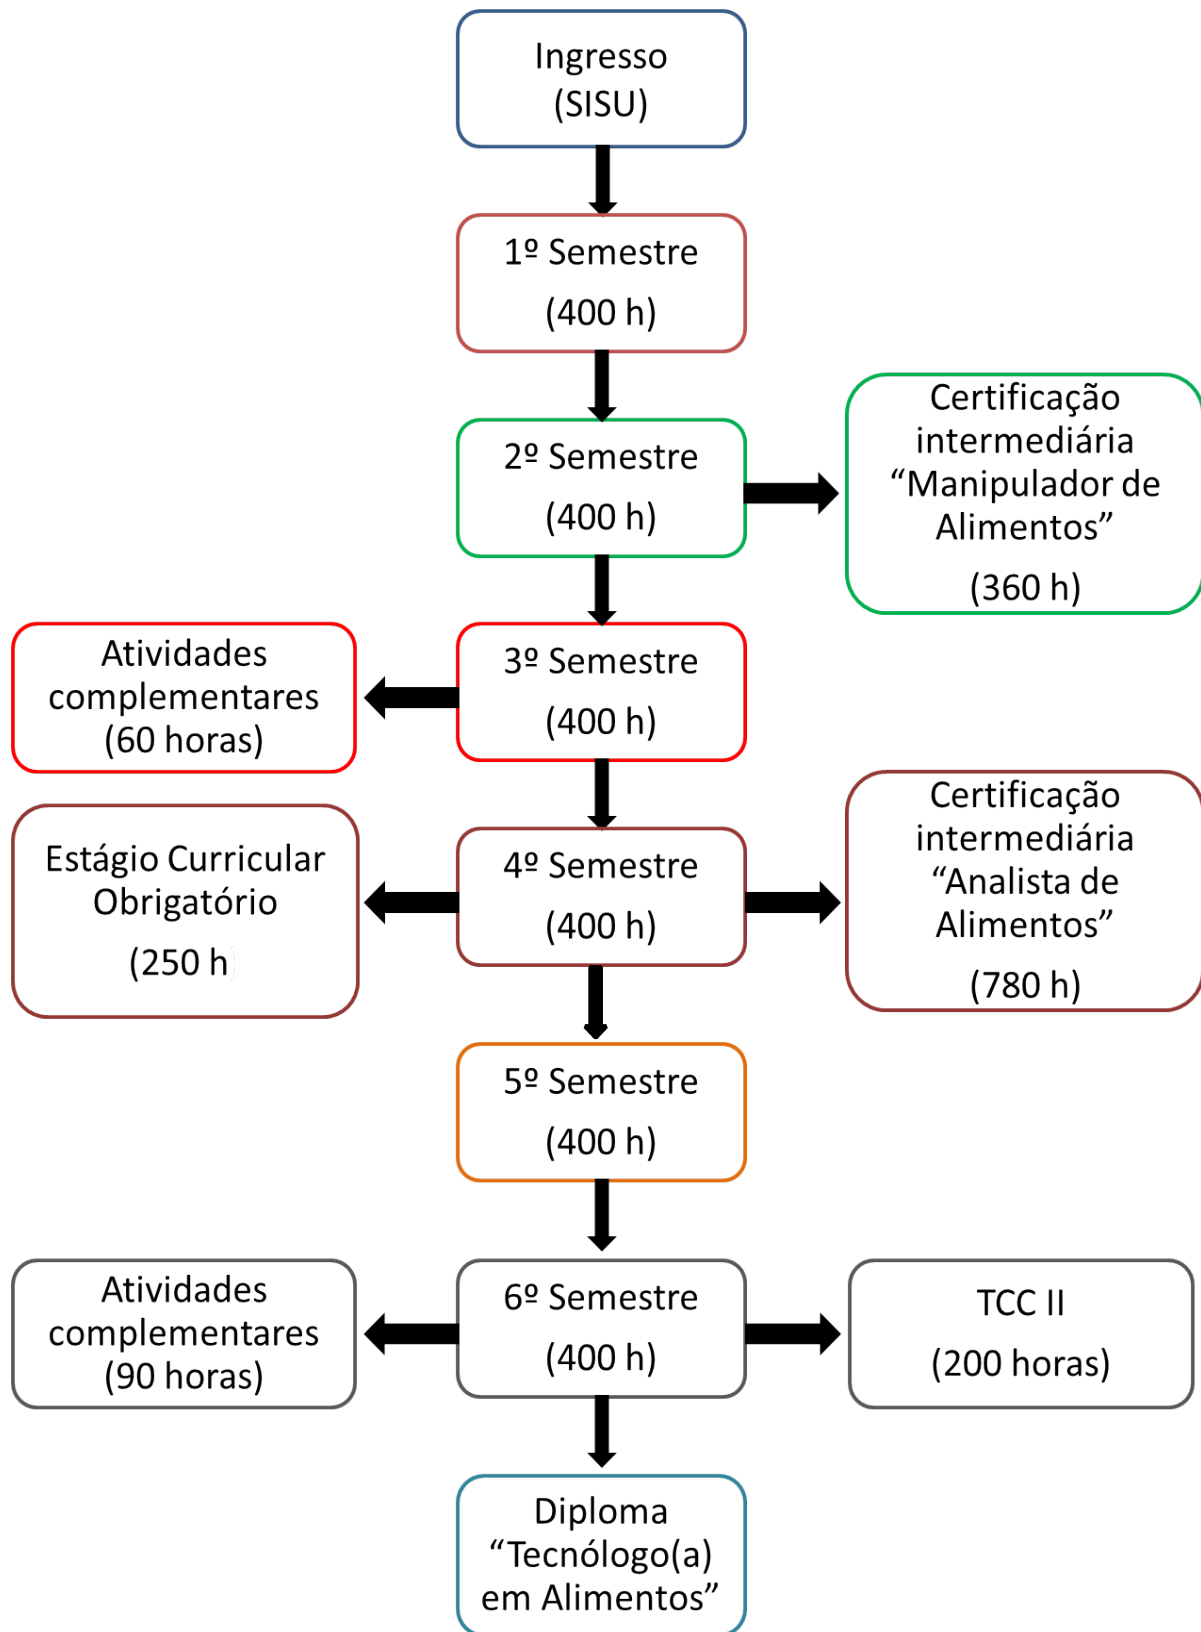 Ingresso
(SISU)
1º Semestre
(400 h)
2º Semestre
(400 h)
Certificação
intermediária
“Manipulador de
Alimentos”
(360 h)
Atividades
complementares
(60 horas)
3º Semestre
(400 h)
Estágio Curricular
Obrigatório
(250 h)
4º Semestre
(400 h)
Certificação
intermediária
“Analista de
Alimentos”
(780 h)
5º Semestre
(400 h)
Atividades
complementares
(90 horas)
6º Semestre
(400 h)
TCC II
(200 horas)
Diploma
“Tecnólogo(a)
em Alimentos”